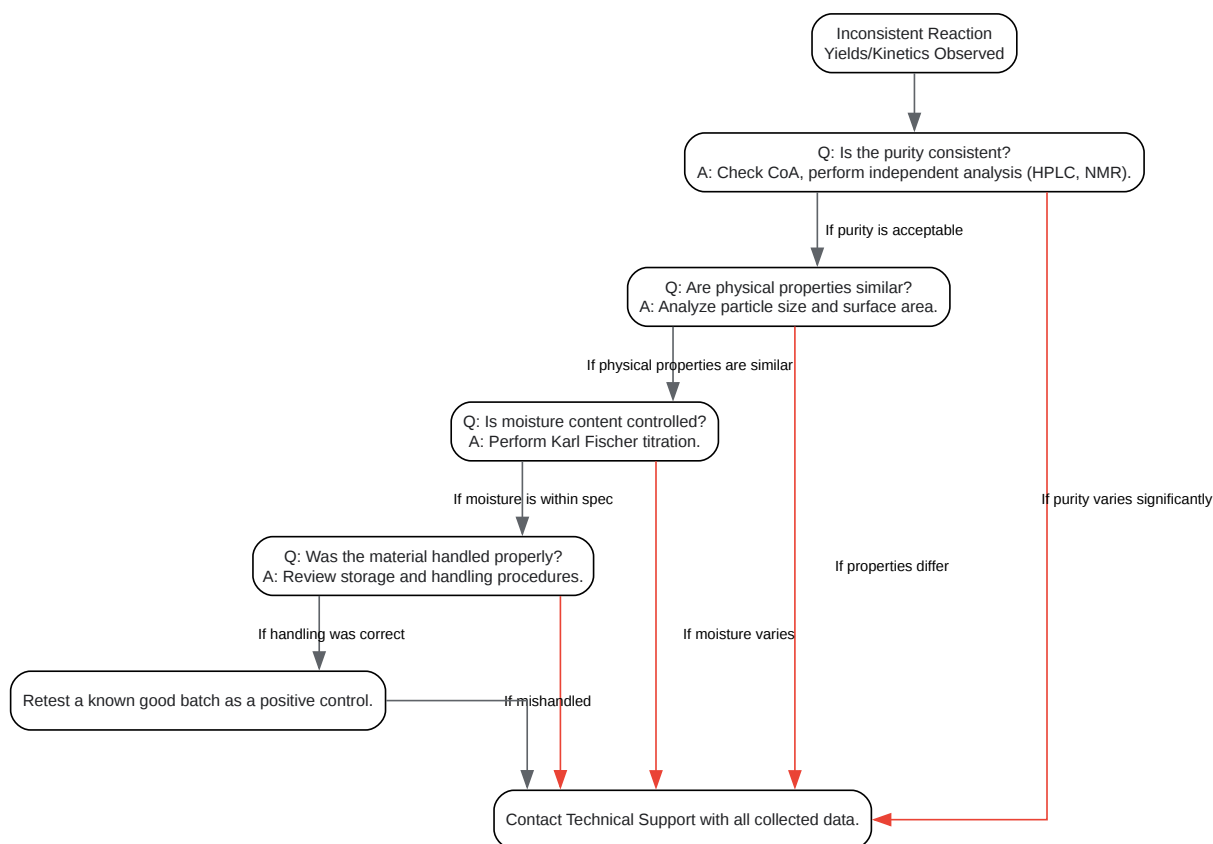 Inconsistent Reaction
Yields/Kinetics Observed
Q: Is the purity consistent?
A: Check CoA, perform independent analysis (HPLC, NMR).
If purity is acceptable
Q: Are physical properties similar?
A: Analyze particle size and surface area.
If physical properties are similar
Q: Is moisture content controlled?
A: Perform Karl Fischer titration.
If moisture is within spec
If purity varies significantly
Q: Was the material handled properly?
A: Review storage and handling procedures.
If properties differ
If handling was correct
If moisture varies
Retest a known good batch as a positive control.
If mishandled
Contact Technical Support with all collected data.